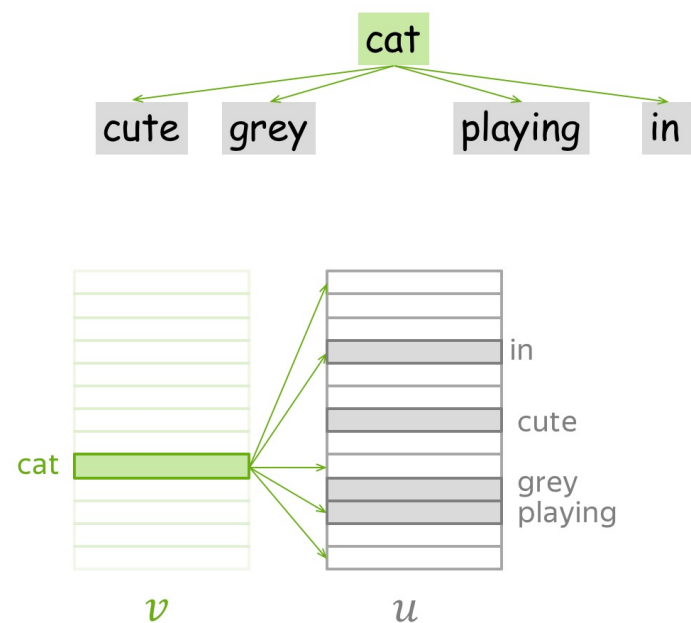 cat
cute grey playing in
in
cute
cat
grey
playing
v u